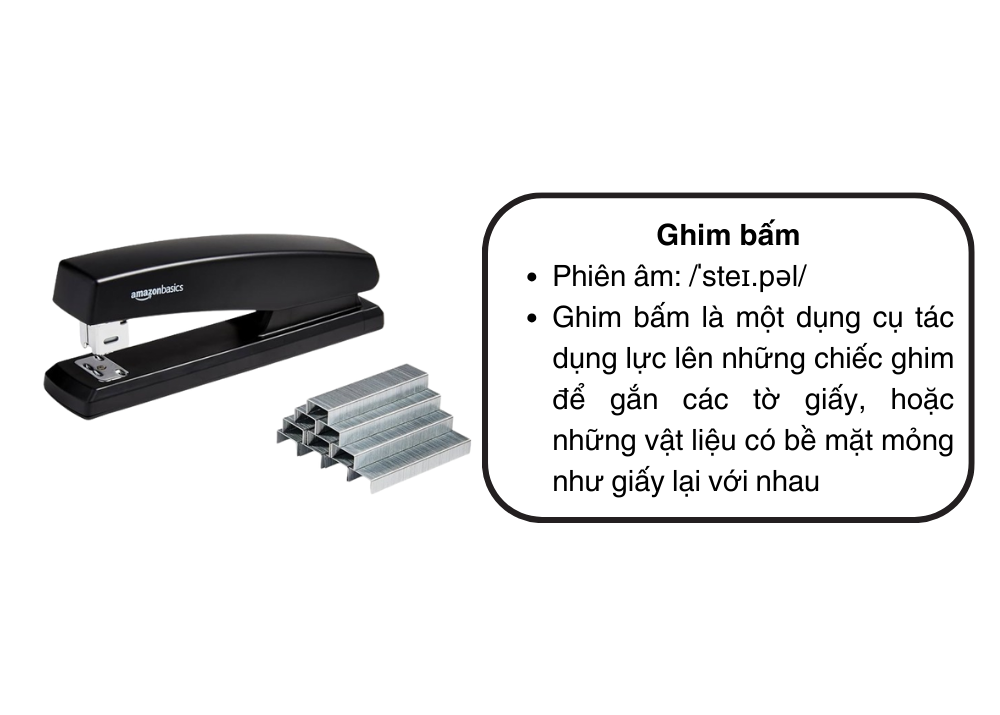 amazonbasics
Ghim bấm
• Phiên âm: /ˈsteɪ.pəl/
• Ghim bấm là một dụng cụ tác
dụng lực lên những chiếc ghim
để gắn các tờ giấy, hoặc
những vật liệu có bề mặt mỏng
như giấy lại với nhau